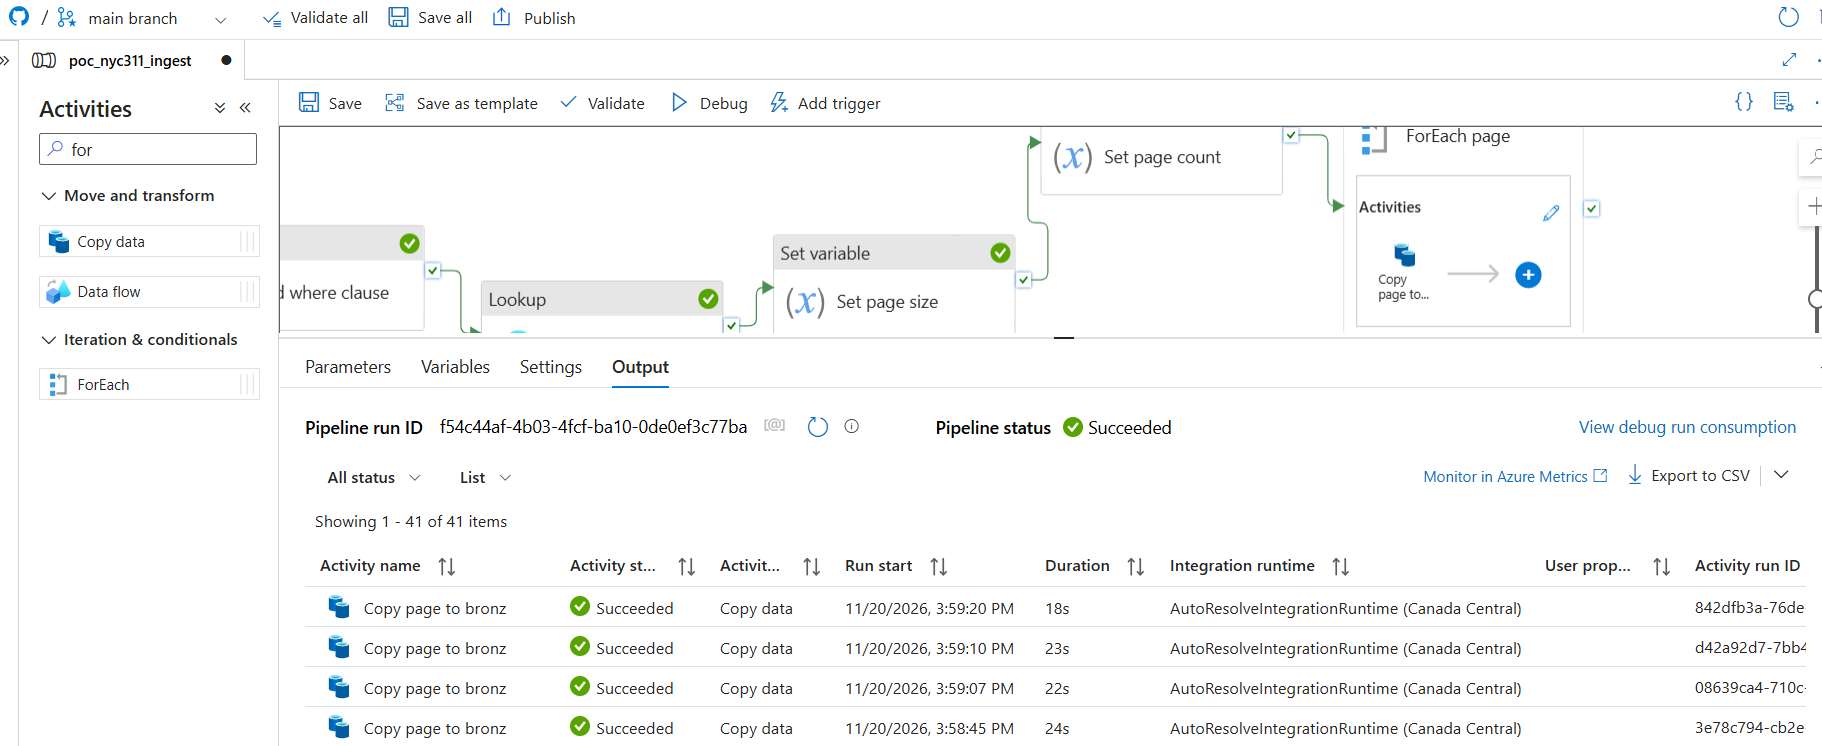 / main branch Validate all Save all Publish
poc_nyc311_ingest
Activities
for
Move and transform
Copy data
Data flow
Iteration & conditionals
ForEach
Save Save as template Validate Debug Add trigger
{}
(x) Set page count
ForEach page
Activities
Copy
page to...
where clause
Lookup
Set variable
(x) Set page size
Parameters Variables Settings Output
Pipeline run ID f54c44af-4b03-4fcf-ba10-0de0ef3c77ba [@] Pipeline status Succeeded View debug run consumption
All status List Monitor in Azure Metrics Export to CSV
Showing 1 - 41 of 41 items
Activity name Activity st... Activit... Run start Duration Integration runtime User prop... Activity run ID
Copy page to bronz Succeeded Copy data 11/20/2026, 3:59:20 PM 18s AutoResolveIntegrationRuntime (Canada Central) 842dfb3a-76de
Copy page to bronz Succeeded Copy data 11/20/2026, 3:59:10 PM 23s AutoResolveIntegrationRuntime (Canada Central) d42a92d7-7bb4
Copy page to bronz Succeeded Copy data 11/20/2026, 3:59:07 PM 22s AutoResolveIntegrationRuntime (Canada Central) 08639ca4-710c-
Copy page to bronz Succeeded Copy data 11/20/2026, 3:58:45 PM 24s AutoResolveIntegrationRuntime (Canada Central) 3e78c794-cb2e